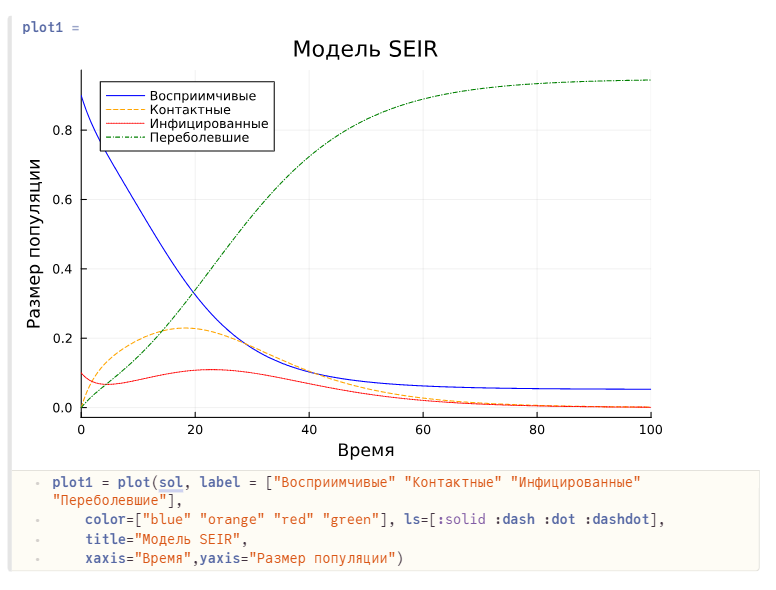 plot1 =
Модель SEIR
Восприимчивые
Контактные
Инфицированные
Переболевшие
Размер популяции
0.8
0.6
0.4
0.2
0.0
0 20 40 60 80 100
Время
plot1 = plot(sol, label = ["Восприимчивые" "Контактные" "Инфицированные"
"Переболевшие"],
color=["blue" "orange" "red" "green"], ls=[:solid :dash :dot :dashdot],
title="Модель SEIR",
xaxis="Время",yaxis="Размер популяции")